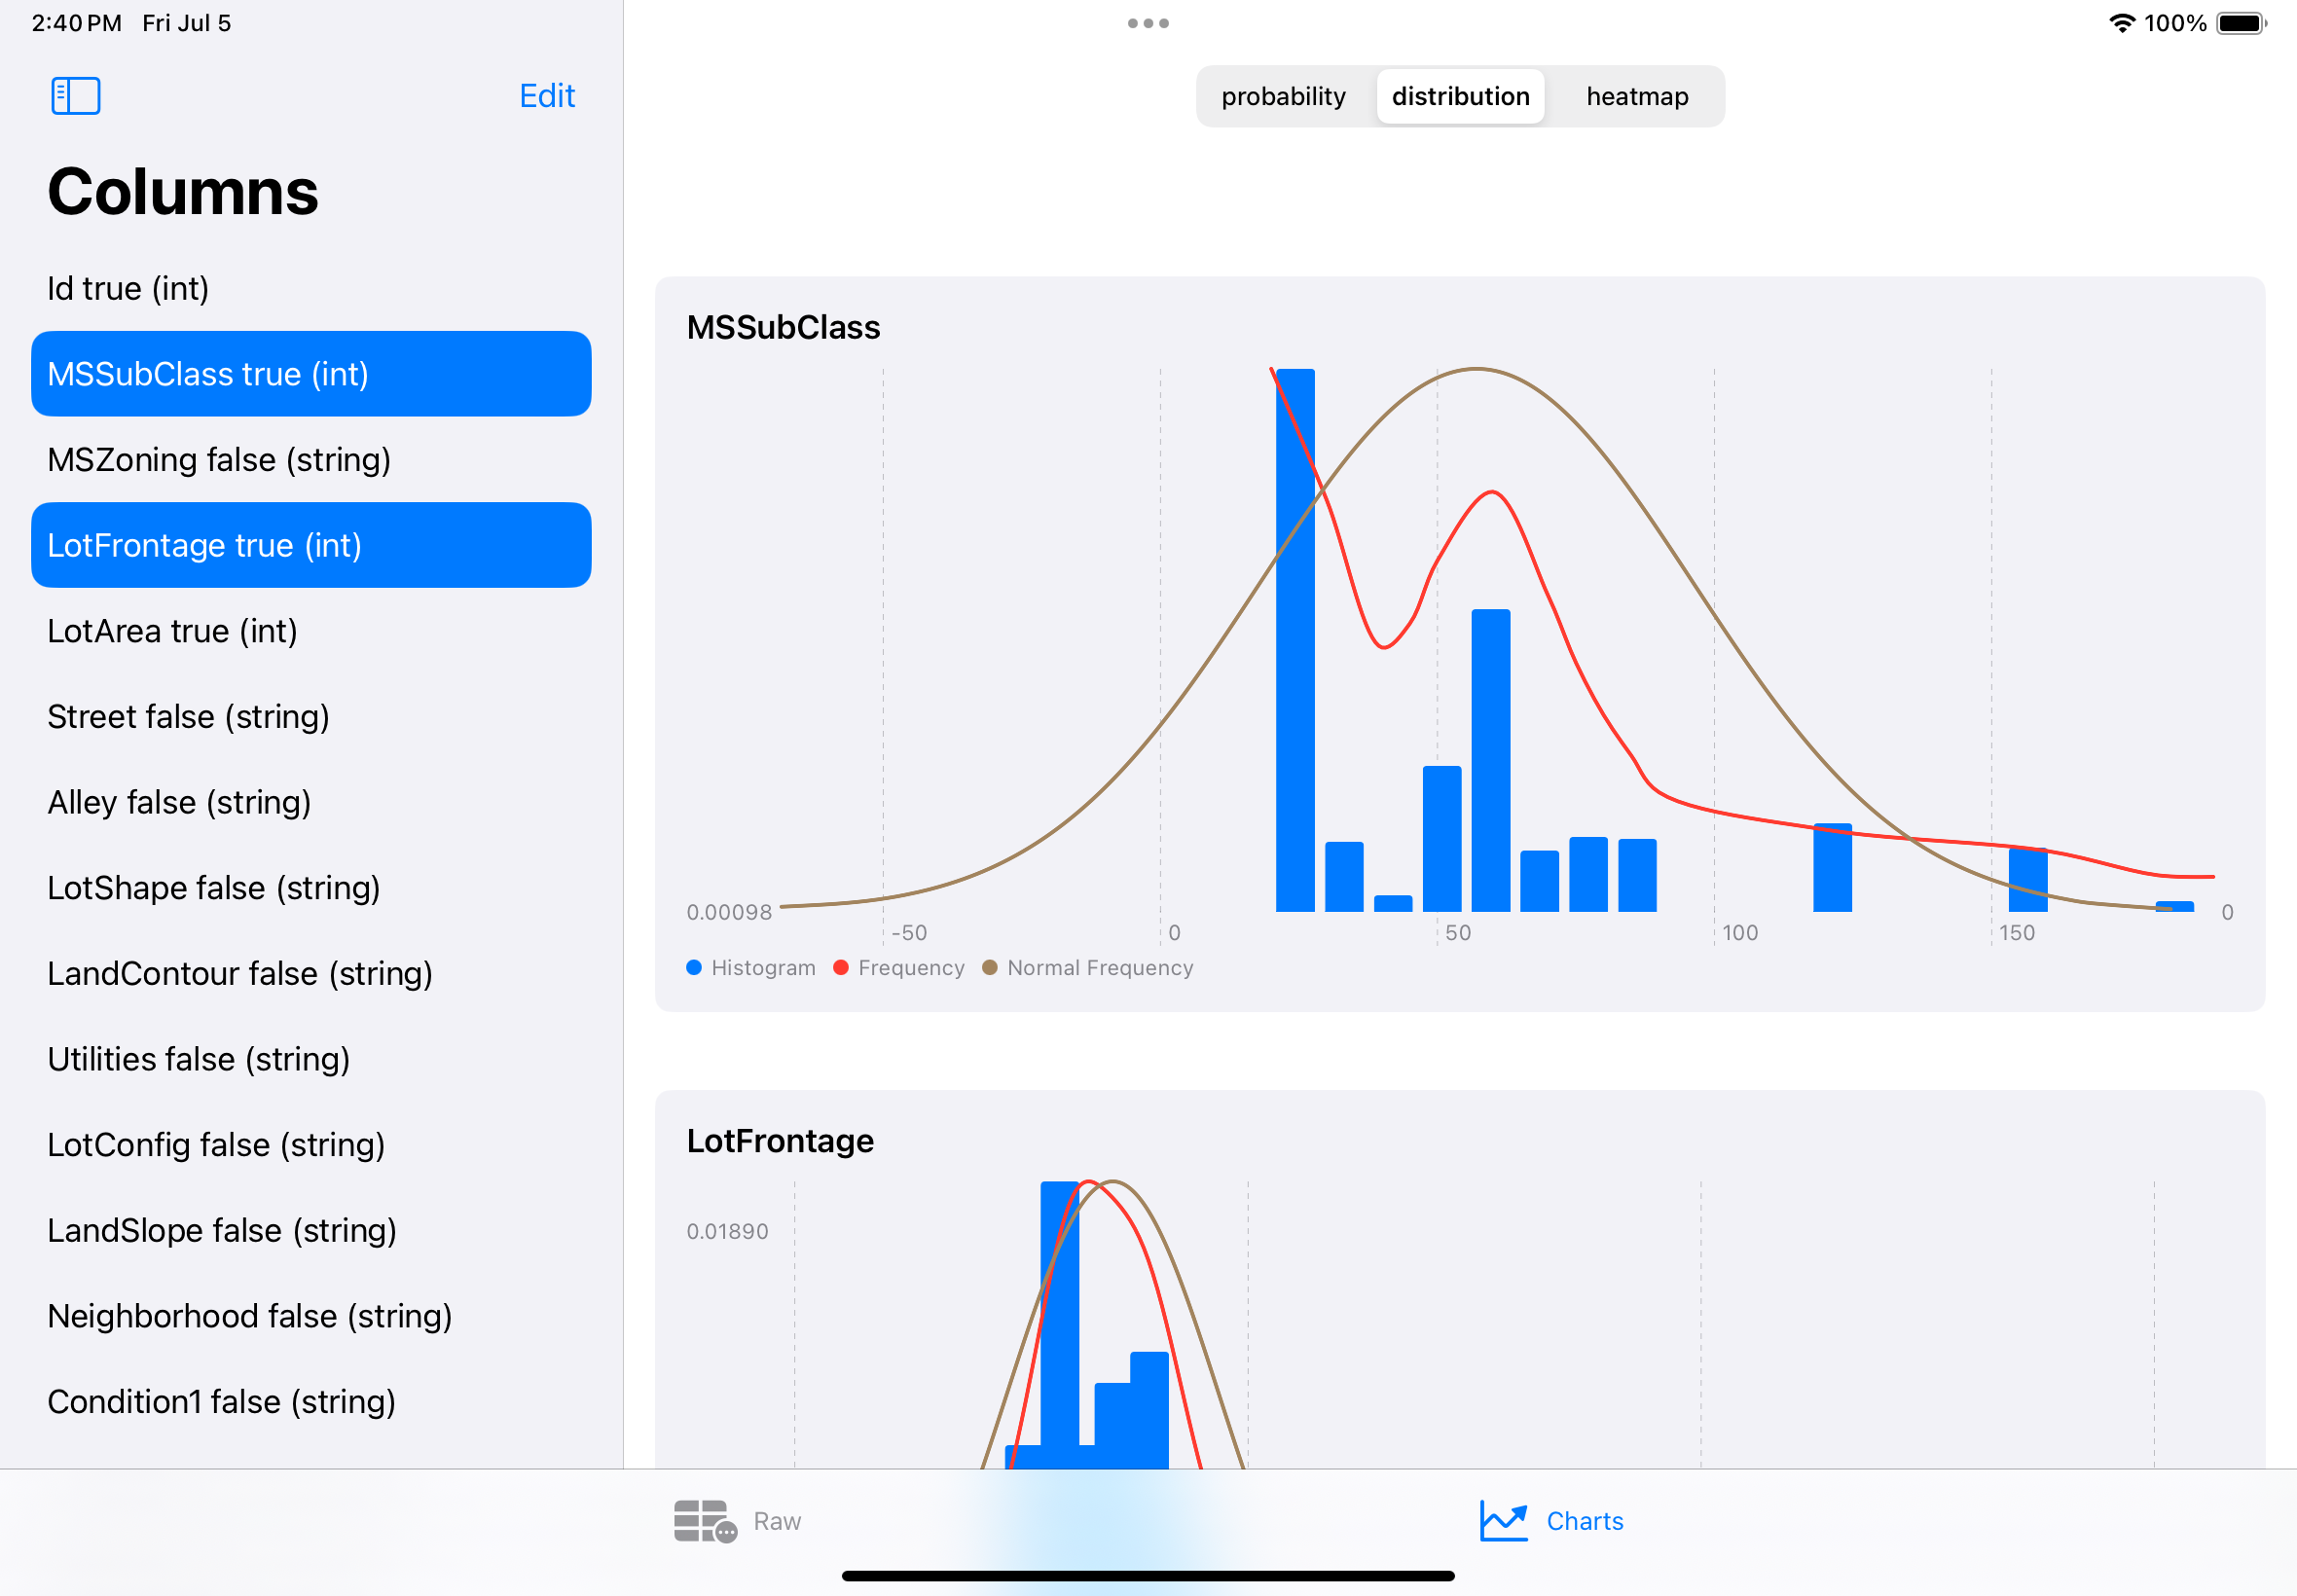 2:40 PM Fri Jul 5
100%
Edit
Columns
Id true (int)
MSSubClass true (int)
MSZoning false (string)
LotFrontage true (int)
LotArea true (int)
Street false (string)
Alley false (string)
LotShape false (string)
LandContour false (string)
Utilities false (string)
LotConfig false (string)
LandSlope false (string)
Neighborhood false (string)
Condition1 false (string)
probability distribution heatmap
MSSubClass
0.00098 0
-50 0 50 100 150
Histogram Frequency Normal Frequency
LotFrontage
0.01890
Raw Charts